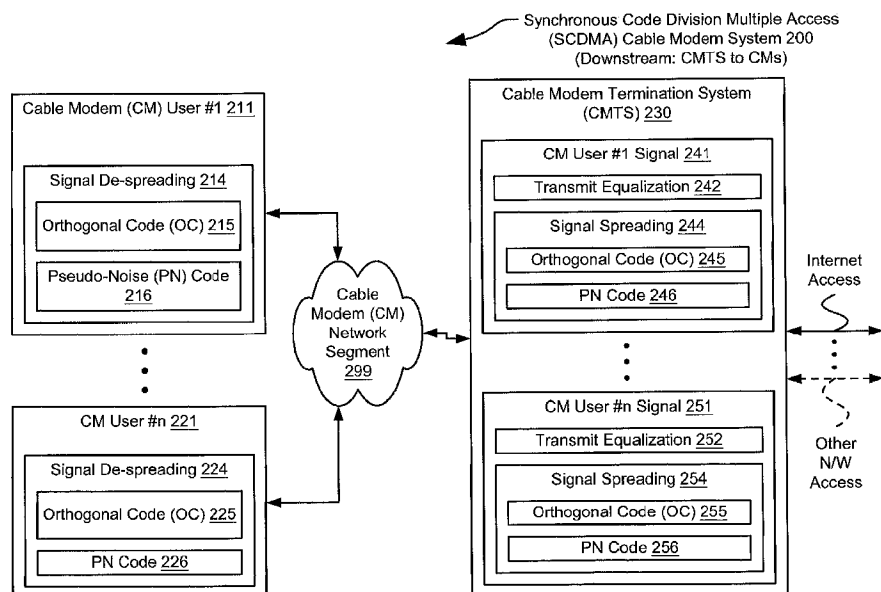 Synchronous Code Division Multiple Access
(SCDMA) Cable Modem System 200
(Downstream: CMTS to CMs)
Cable Modem (CM) User #1 211
Signal De-spreading 214
Orthogonal Code (OC) 215
Pseudo-Noise (PN) Code
216
CM User #n 221
Signal De-spreading 224
Orthogonal Code (OC) 225
PN Code 226
Cable
Modem (CM)
Network
Segment
299
Cable Modem Termination System
(CMTS) 230
CM User #1 Signal 241
Transmit Equalization 242
Signal Spreading 244
Orthogonal Code (OC) 245
PN Code 246
CM User #n Signal 251
Transmit Equalization 252
Signal Spreading 254
Orthogonal Code (OC) 255
PN Code 256
Internet
Access
Other
N/W
Access